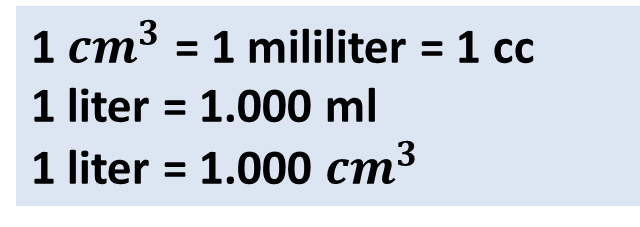 1 cm³ = 1 mililiter = 1 cc
1 liter = 1.000 ml
1 liter = 1.000 cm³